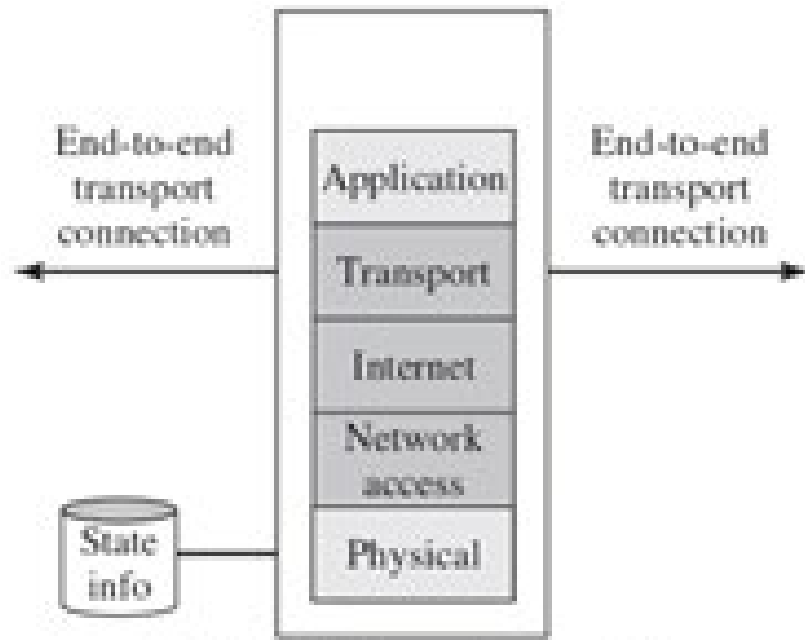 End-to-end
transport
connection
Application
Transport
Internet
Network
access
Physical
End-to-end
transport
connection
State
info